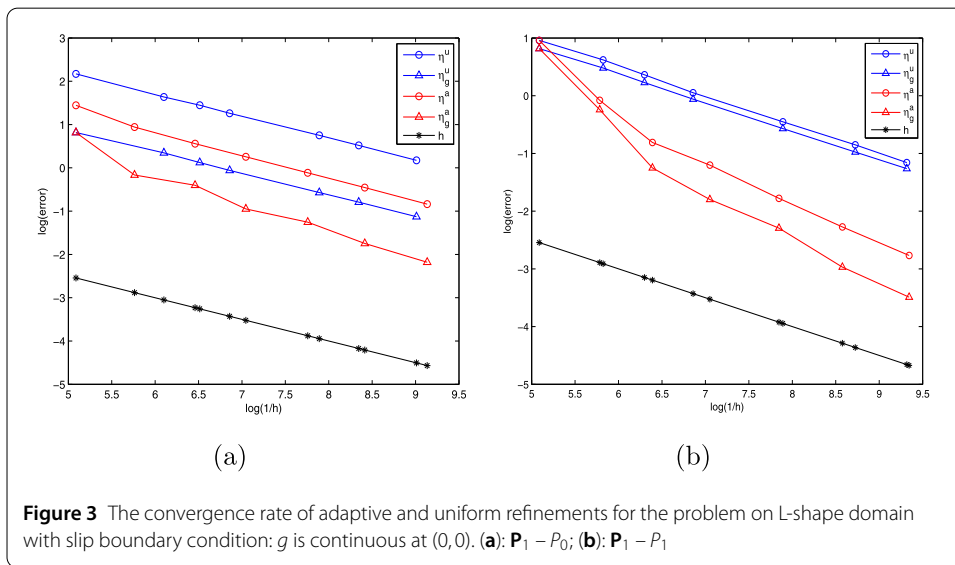 3
2
1
0
−1
−2
−3
−4
−5
log(error)
5 5.5 6 6.5 7 7.5 8 8.5 9 9.5
log(1/h)
η^u
η_g^u
η^a
η_g^a
h
(a)
1
0
−1
−2
−3
−4
−5
log(error)
5 5.5 6 6.5 7 7.5 8 8.5 9 9.5
log(1/h)
η^u
η_g^u
η^a
η_g^a
h
(b)
Figure 3 The convergence rate of adaptive and uniform refinements for the problem on L-shape domain
with slip boundary condition: g is continuous at (0, 0). (a): P₁ – P₀; (b): P₁ – P₁